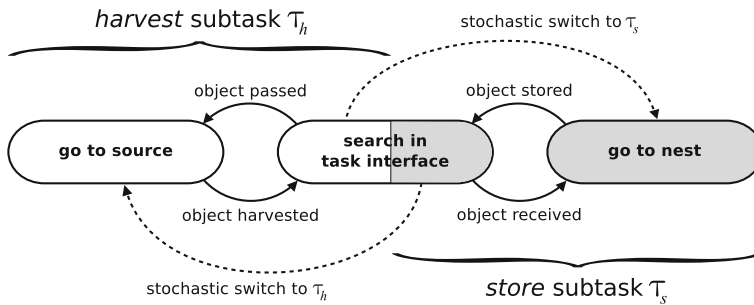 harvest subtask τh
stochastic switch to τs
object passed
object stored
go to source
search in
task interface
go to nest
object harvested
object received
stochastic switch to τh
store subtask τs